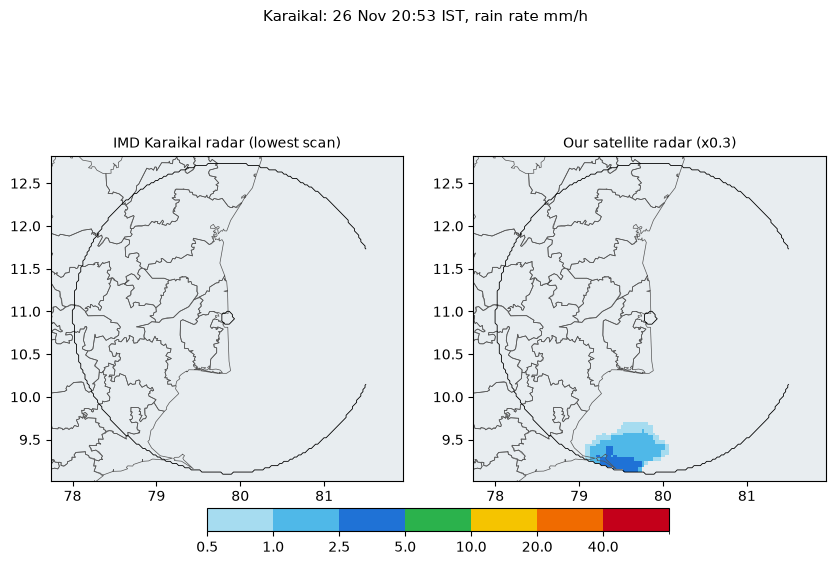 Karaikal: 26 Nov 20:53 IST, rain rate mm/h
IMD Karaikal radar (lowest scan)
12.5
12.0
11.5
11.0
10.5
10.0
9.5
78 79 80 81
Our satellite radar (x0.3)
12.5
12.0
11.5
11.0
10.5
10.0
9.5
78 79 80 81
0.5 1.0 2.5 5.0 10.0 20.0 40.0